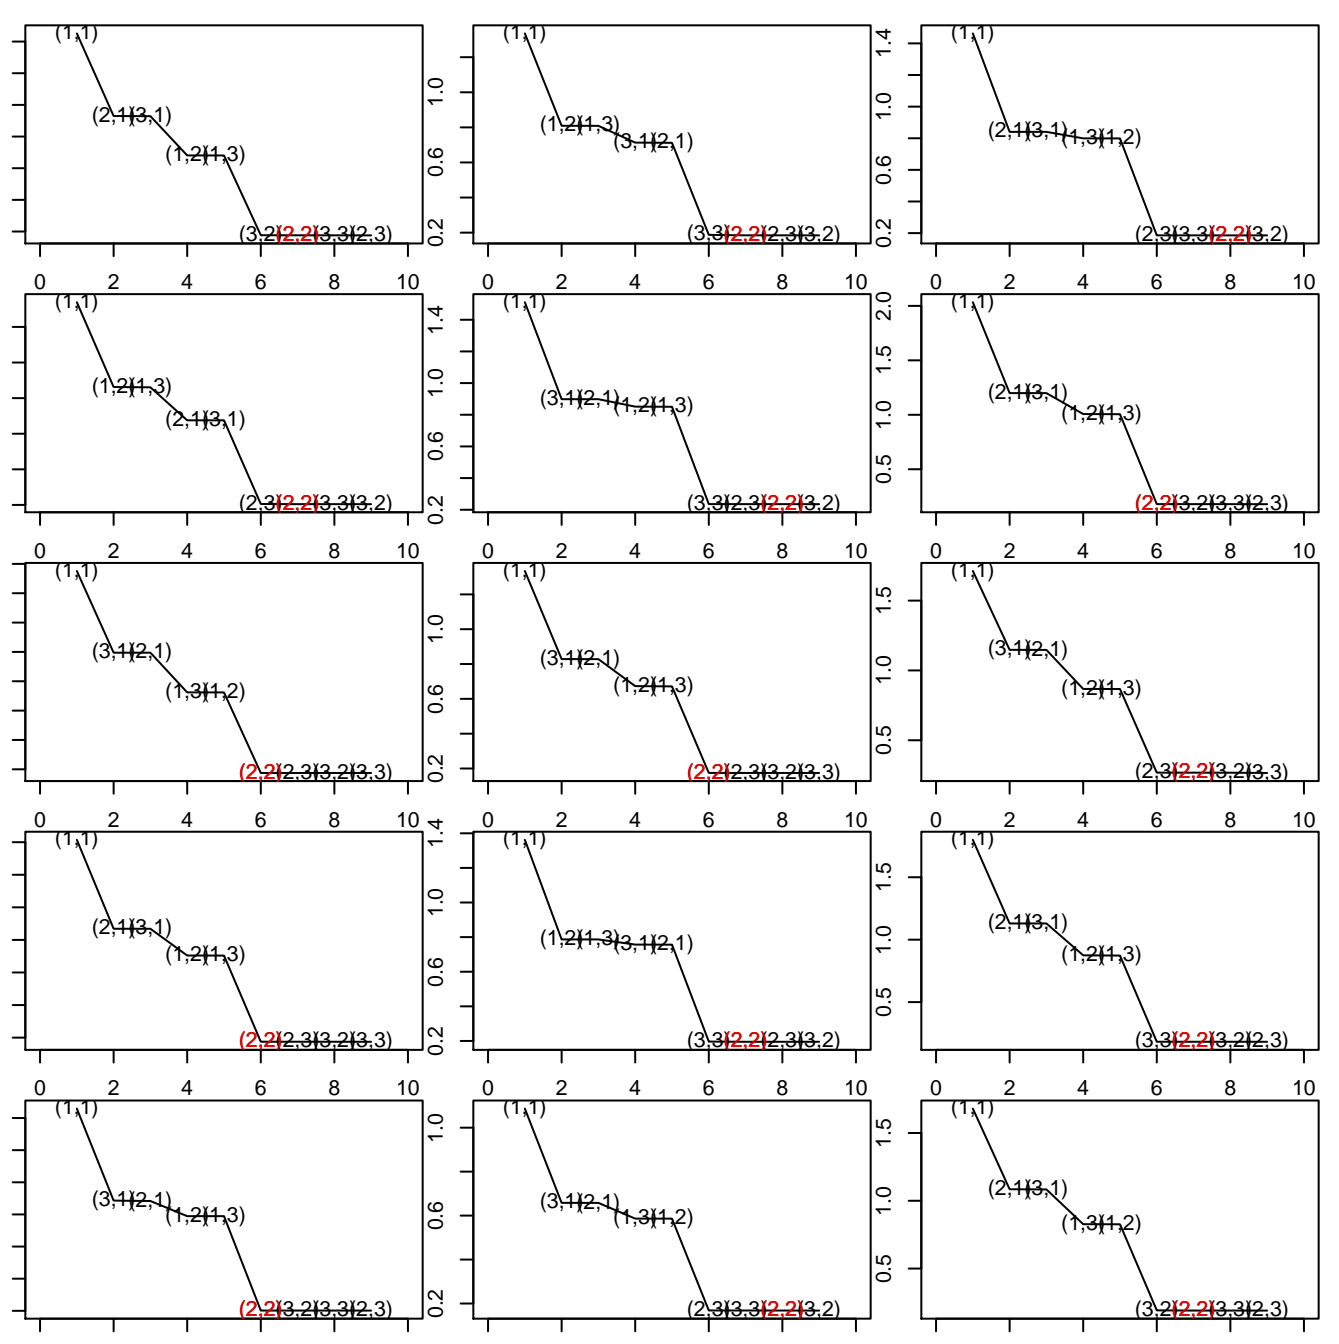 (1,1) (1,1) 1.4 (1,1)
1.0 1.0
(2,1)(3,1) (1,2)(1,3) (2,1)(3,1)(1,3)(1,2)
(1,2)(1,3) 0.6 (3,1)(2,1) 0.6
0.2 0.2
(3,2)(2,2)(3,3)(2,3) (3,3)(2,2)(2,3)(3,2) (2,3)(3,3)(2,2)(3,2)
0 2 4 6 8 10 0 2 4 6 8 10 0 2 4 6 8 10
(1,1) 1.4 (1,1) 2.0 (1,1)
1.0 1.5
(1,2)(1,3) (3,1)(2,1)(1,2)(1,3) (2,1)(3,1)
(2,1)(3,1) 0.6 1.0 (1,2)(1,3)
0.2 0.5
(2,3)(2,2)(3,3)(3,2) (3,3)(2,3)(2,2)(3,2) (2,2)(3,2)(3,3)(2,3)
0 2 4 6 8 10 0 2 4 6 8 10 0 2 4 6 8 10
(1,1) (1,1) 1.5 (1,1)
1.0 1.0
(3,1)(2,1) (3,1)(2,1) (3,1)(2,1)
(1,3)(1,2) 0.6 (1,2)(1,3) (1,2)(1,3)
0.2 0.5
(2,2)(2,3)(3,2)(3,3) (2,2)(2,3)(3,2)(3,3) (2,3)(2,2)(3,2)(3,3)
0 2 4 6 8 10 0 2 4 6 8 10 0 2 4 6 8 10
(1,1) 1.4 (1,1) 1.5 (1,1)
1.0 1.0
(2,1)(3,1) (1,2)(1,3)(3,1)(2,1) (2,1)(3,1)
(1,2)(1,3) 0.6 (1,2)(1,3)
0.2 0.5
(2,2)(2,3)(3,2)(3,3) (3,3)(2,2)(2,3)(3,2) (3,3)(2,2)(3,2)(2,3)
0 2 4 6 8 10 0 2 4 6 8 10 0 2 4 6 8 10
(1,1) 1.0 (1,1) 1.5 (1,1)
(3,1)(2,1) (3,1)(2,1) 1.0 (2,1)(3,1)
(1,2)(1,3) 0.6 (1,3)(1,2) (1,3)(1,2)
0.2 0.5
(2,2)(3,2)(3,3)(2,3) (2,3)(3,3)(2,2)(3,2) (3,2)(2,2)(3,3)(2,3)